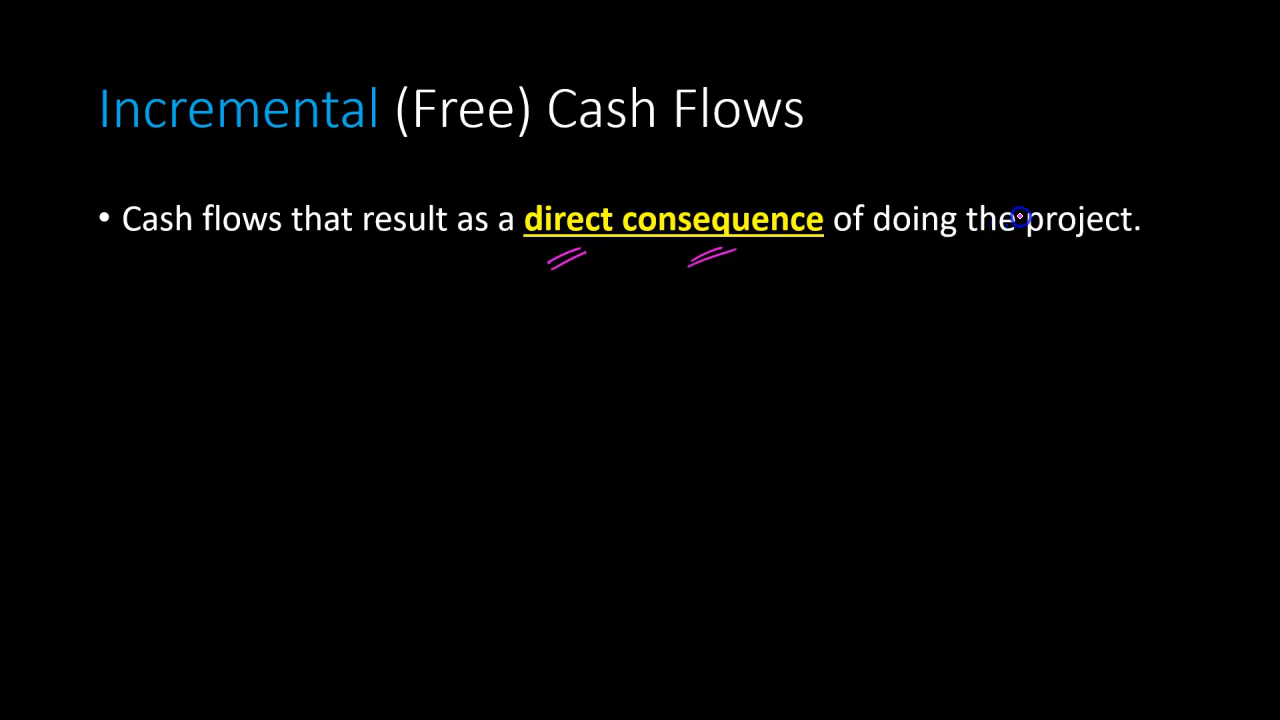 Incremental (Free) Cash Flows
• Cash flows that result as a direct consequence of doing the project.